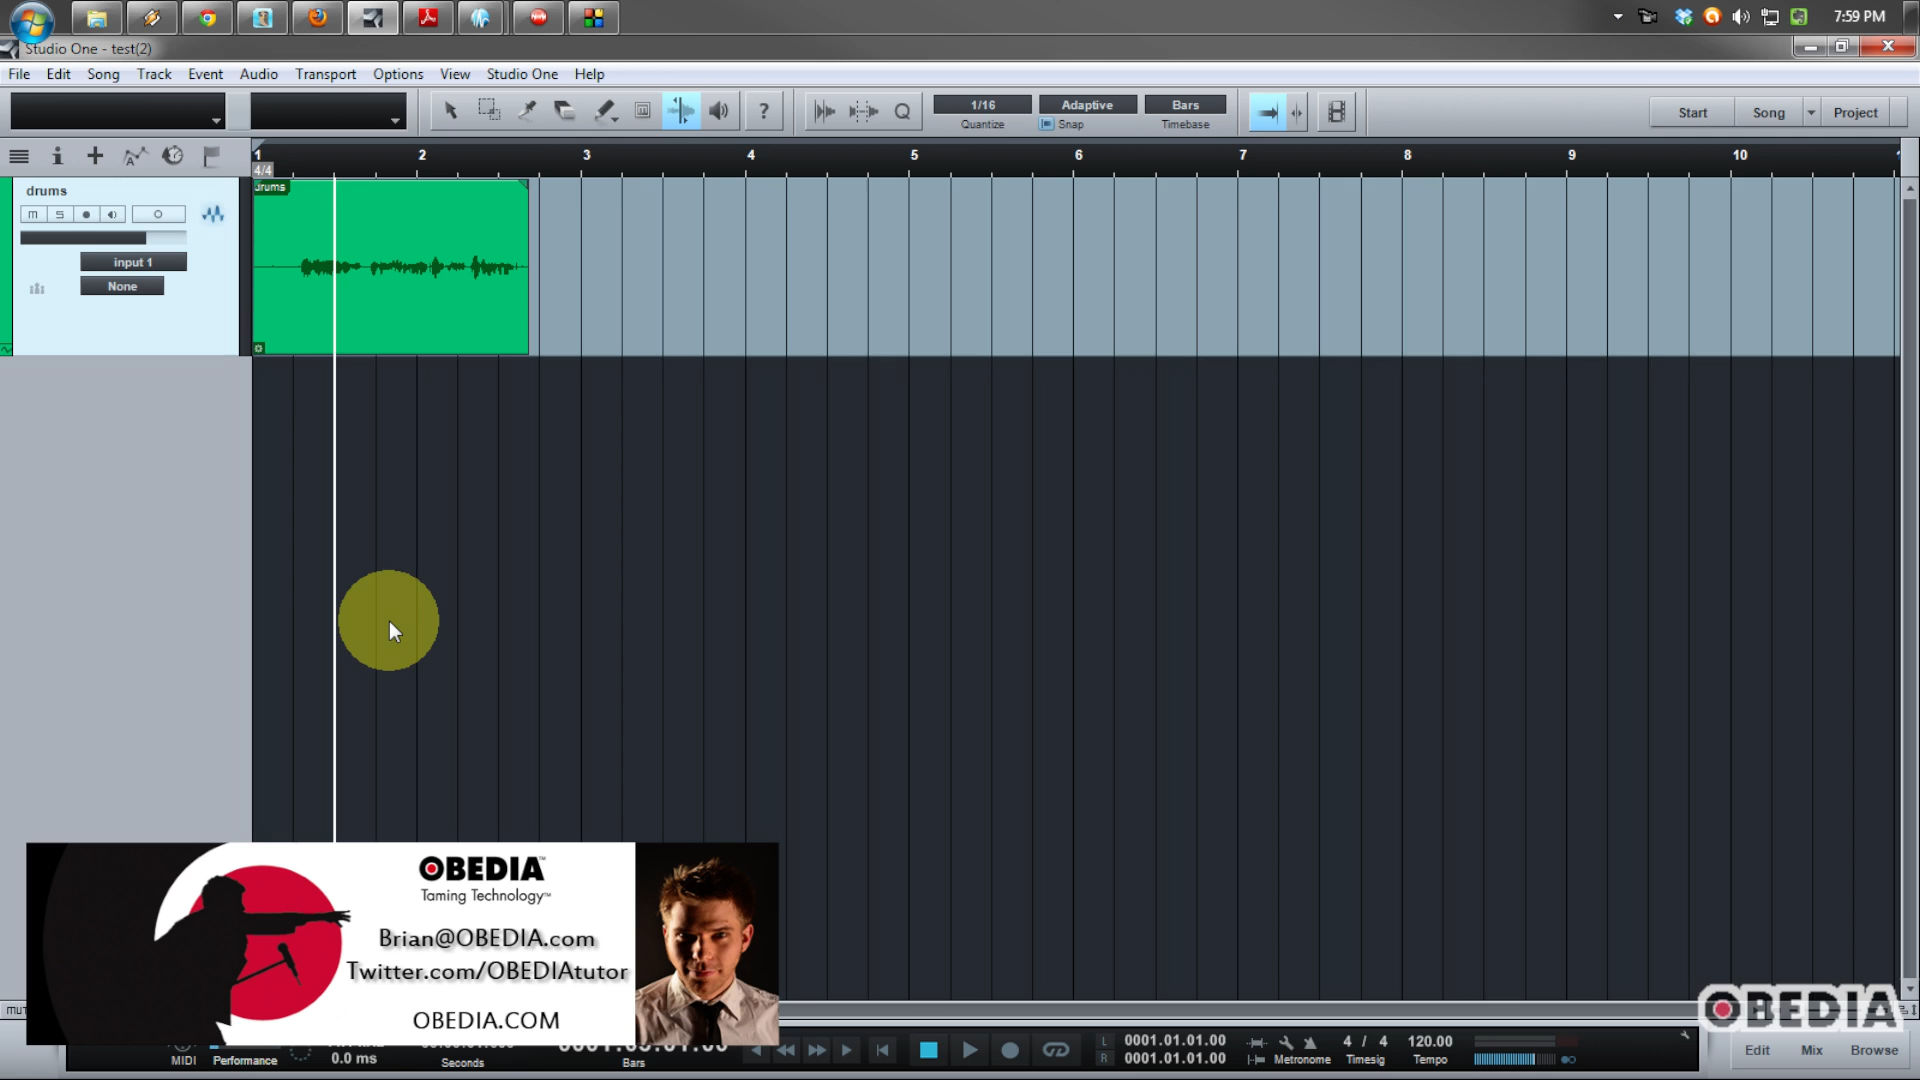 7:59 PM
Studio One - test(2)
File Edit Song Track Event Audio Transport Options View Studio One Help
1/16 Adaptive Bars
Quantize Snap Timebase
? Q
Start Song Project
1 2 3 4 5 6 7 8 9 10
4/4
drums
drums
M S
input 1
None
OBEDIA™
Taming Technology™
Brian@OBEDIA.com
Twitter.com/OBEDIAtutor
OBEDIA.COM
OBEDIA
MIDI Performance 0.0 ms Seconds Bars
L 0001.01.01.00
R 0001.01.01.00
Metronome
4 / 4
Timesig
120.00
Tempo
Edit Mix Browse